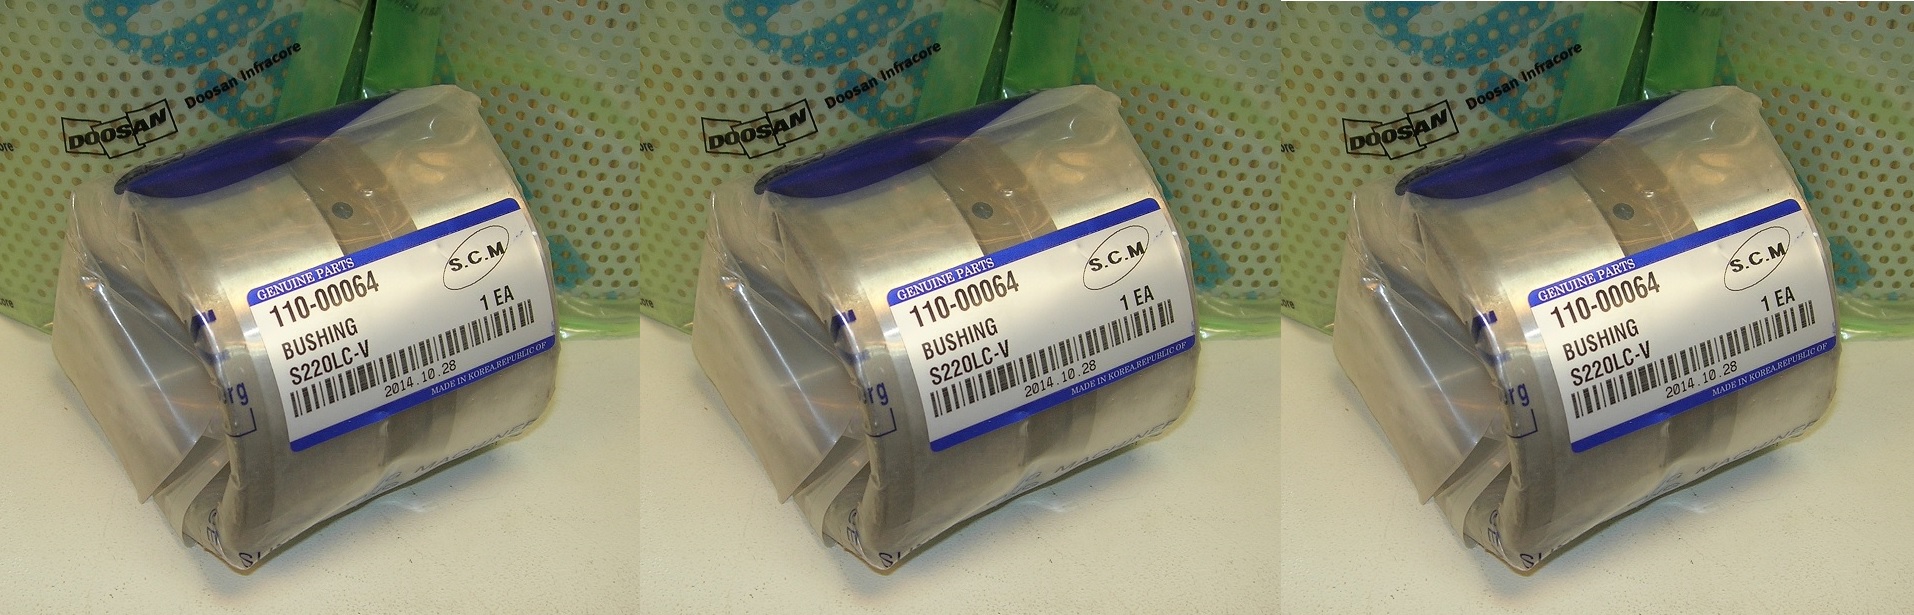 Doosan Infracore
DOOSAN
GENUINE PARTS
S.C.M
110-00064
1 EA
BUSHING
S220LC-V
2014.10.28
MADE IN KOREA.REPUBLIC OF
Doosan Infracore
DOOSAN
GENUINE PARTS
S.C.M
110-00064
1 EA
BUSHING
S220LC-V
2014.10.28
MADE IN KOREA.REPUBLIC OF
Doosan Infracore
DOOSAN
GENUINE PARTS
S.C.M
110-00064
1 EA
BUSHING
S220LC-V
2014.10.28
MADE IN KOREA.REPUBLIC OF